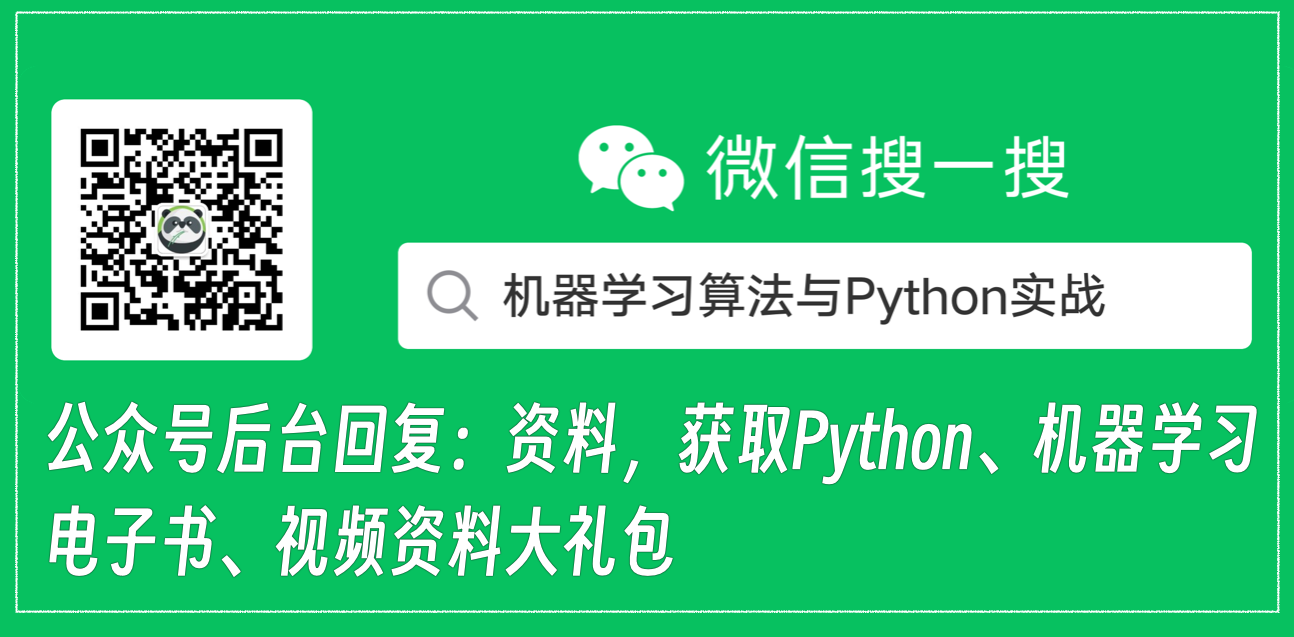 微信搜一搜
机器学习算法与Python实战
公众号后台回复：资料，获取Python、机器学习
电子书、视频资料大礼包